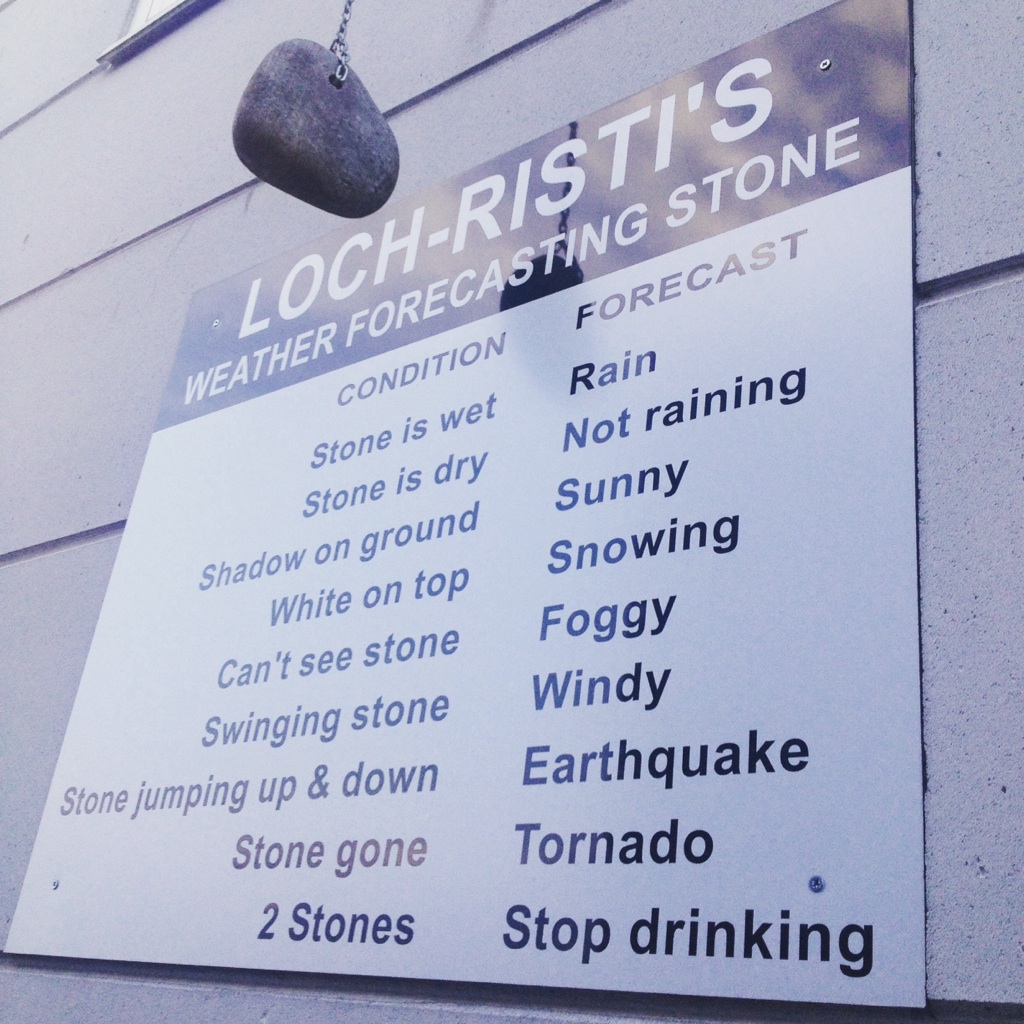 LOCH-RISTI'S
WEATHER FORECASTING STONE
CONDITION FORECAST
Stone is wet Rain
Stone is dry Not raining
Shadow on ground Sunny
White on top Snowing
Can't see stone Foggy
Swinging stone Windy
Stone jumping up & down Earthquake
Stone gone Tornado
2 Stones Stop drinking